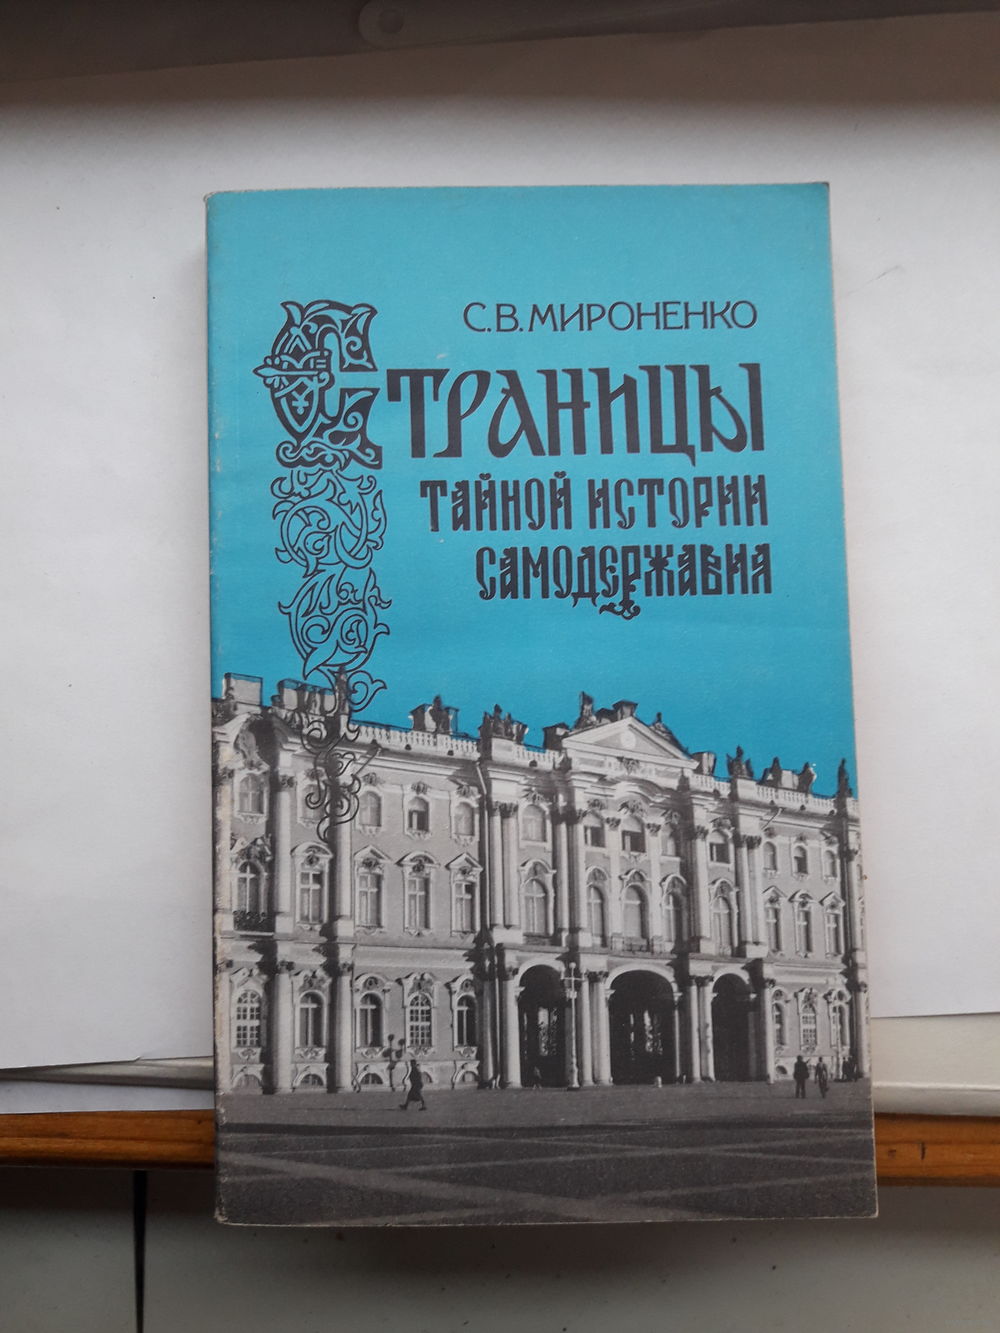 С.В. МИРОНЕНКО
СТРАНИЦЫ
ТАЙНОЙ ИСТОРИИ
САМОДЕРЖАВИЯ